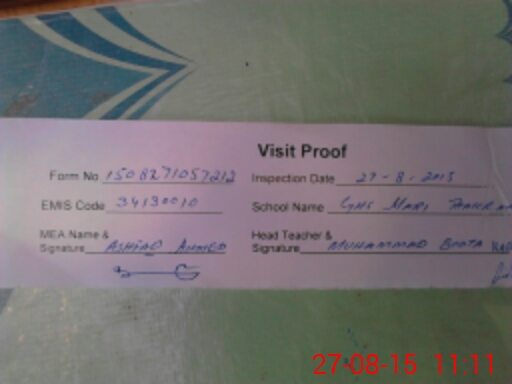 Visit Proof
Form No 1508271057212 Inspection Date 27-8-2015
EMIS Code 34130010 School Name GHS Mari
MEA Name & Signature ASHFAQ AHMED Head Teacher & Signature MUHAMMAD BOOTA
27-08-15 11:11